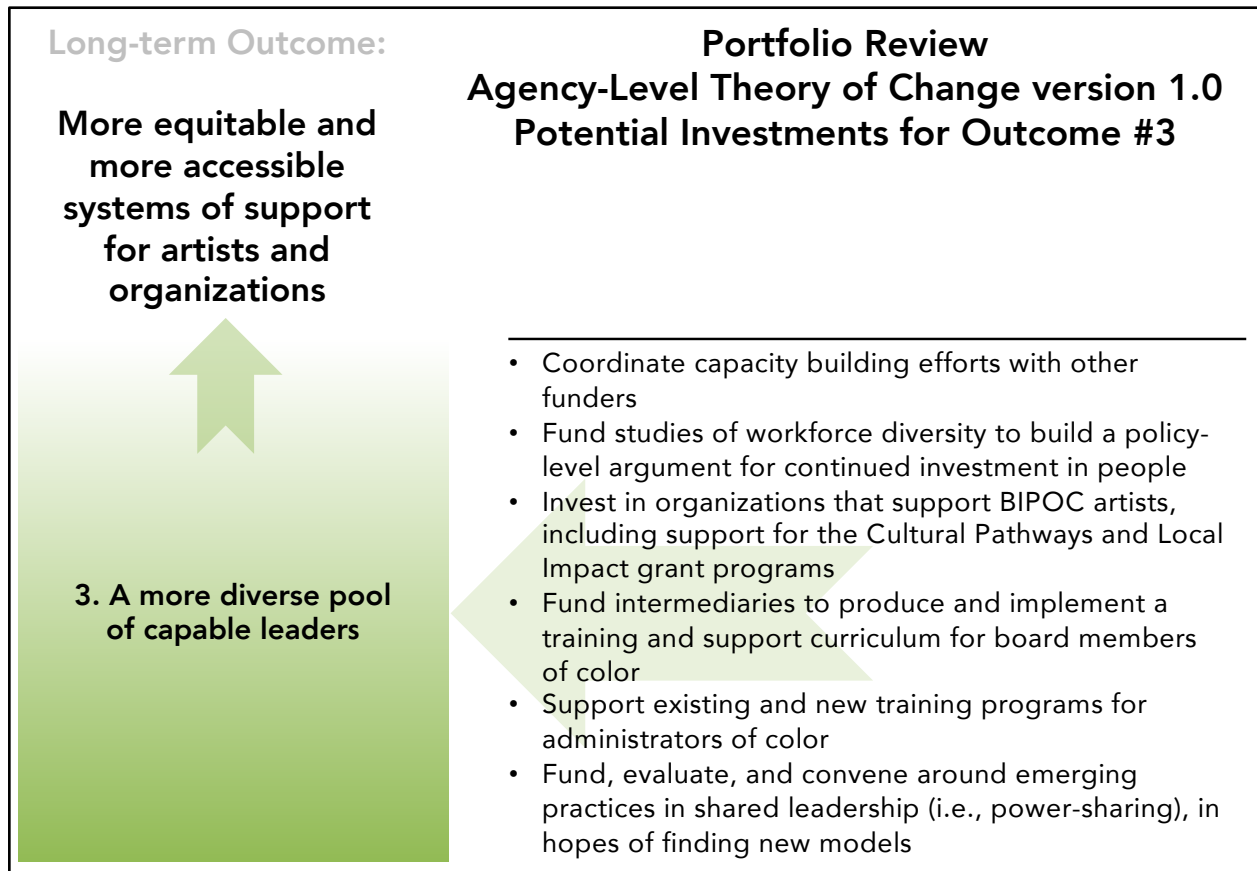 Long-term Outcome:
More equitable and
more accessible
systems of support
for artists and
organizations
3. A more diverse pool
of capable leaders
Portfolio Review
Agency-Level Theory of Change version 1.0
Potential Investments for Outcome #3
• Coordinate capacity building efforts with other
funders
• Fund studies of workforce diversity to build a policy-
level argument for continued investment in people
• Invest in organizations that support BIPOC artists,
including support for the Cultural Pathways and Local
Impact grant programs
• Fund intermediaries to produce and implement a
training and support curriculum for board members
of color
• Support existing and new training programs for
administrators of color
• Fund, evaluate, and convene around emerging
practices in shared leadership (i.e., power-sharing), in
hopes of finding new models